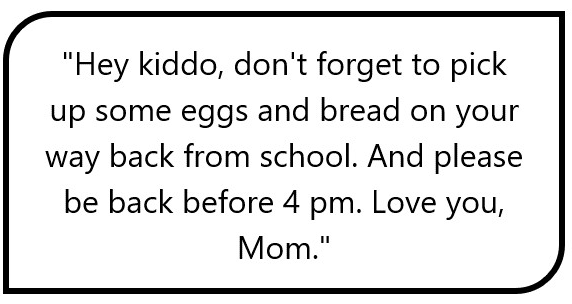 "Hey kiddo, don't forget to pick
up some eggs and bread on your
way back from school. And please
be back before 4 pm. Love you,
Mom."